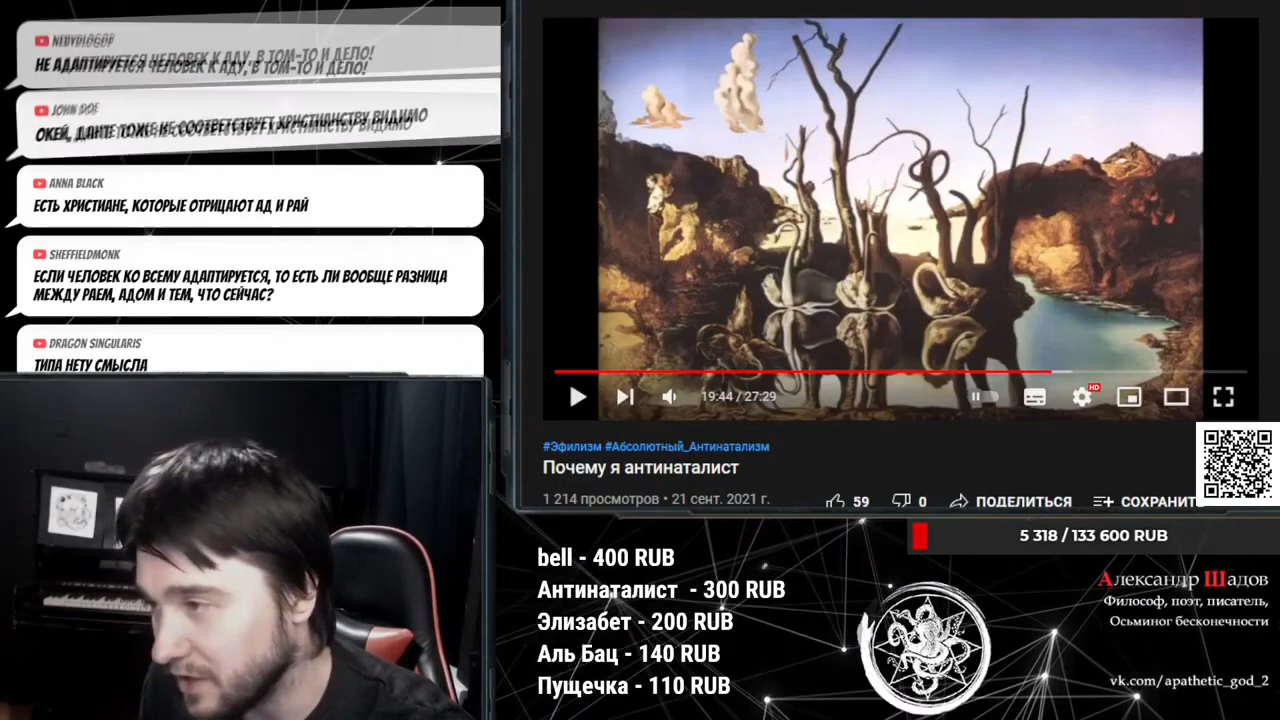 NEBYDLOGOP
НЕ АДАПТИРУЕТСЯ ЧЕЛОВЕК К АДУ, В ТОМ-ТО И ДЕЛО!
JOHN DOE
ОКЕЙ, ДАНТЕ ТОЖЕ НЕ СООТВЕТСТВУЕТ ХРИСТИАНСТВУ ВИДИМО
ANNA BLACK
ЕСТЬ ХРИСТИАНЕ, КОТОРЫЕ ОТРИЦАЮТ АД И РАЙ
SHEFFIELDMONK
ЕСЛИ ЧЕЛОВЕК КО ВСЕМУ АДАПТИРУЕТСЯ, ТО ЕСТЬ ЛИ ВООБЩЕ РАЗНИЦА
МЕЖДУ РАЕМ, АДОМ И ТЕМ, ЧТО СЕЙЧАС?
DRAGON SINGULARIS
ТИПА НЕТУ СМЫСЛА
19:44 / 27:29
HD
#Эфилизм #Абсолютный_Антинатализм
Почему я антинаталист
1 214 просмотров • 21 сент. 2021 г.
59
0
ПОДЕЛИТЬСЯ
СОХРАНИТЬ
5 318 / 133 600 RUB
bell - 400 RUB
Антинаталист - 300 RUB
Элизабет - 200 RUB
Аль Бац - 140 RUB
Пущечка - 110 RUB
Александр Шадов
Философ, поэт, писатель,
Осьминог бесконечности
vk.com/apathetic_god_2